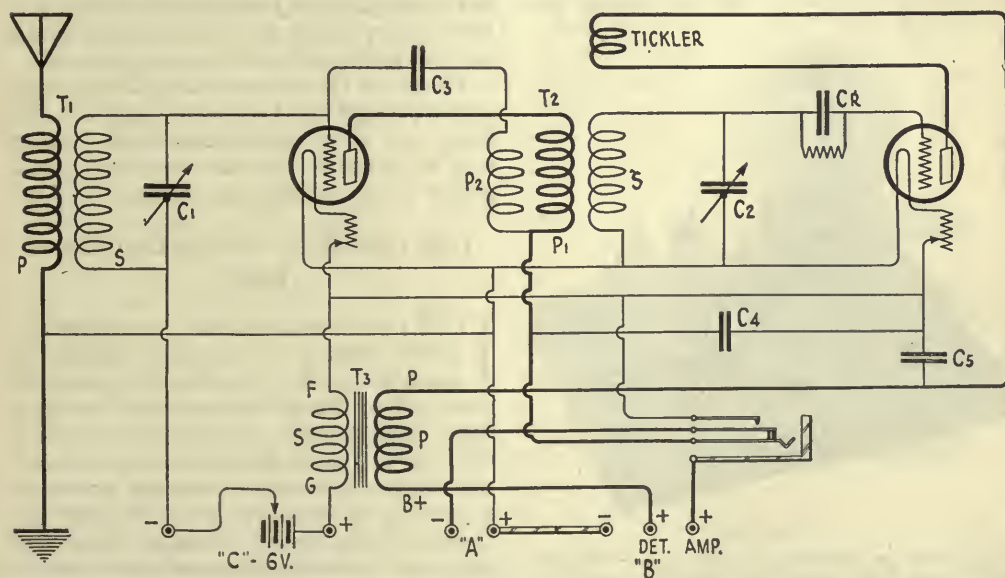 TICKLER
C3
T1
T2
CR
P2
S
C1
C2
P1
P
S
C4
C5
F
T3
P
S
P
G
B+
-
+
-
+
-
+
+
"C"- 6V.
"A"
DET.
AMP.
"B"